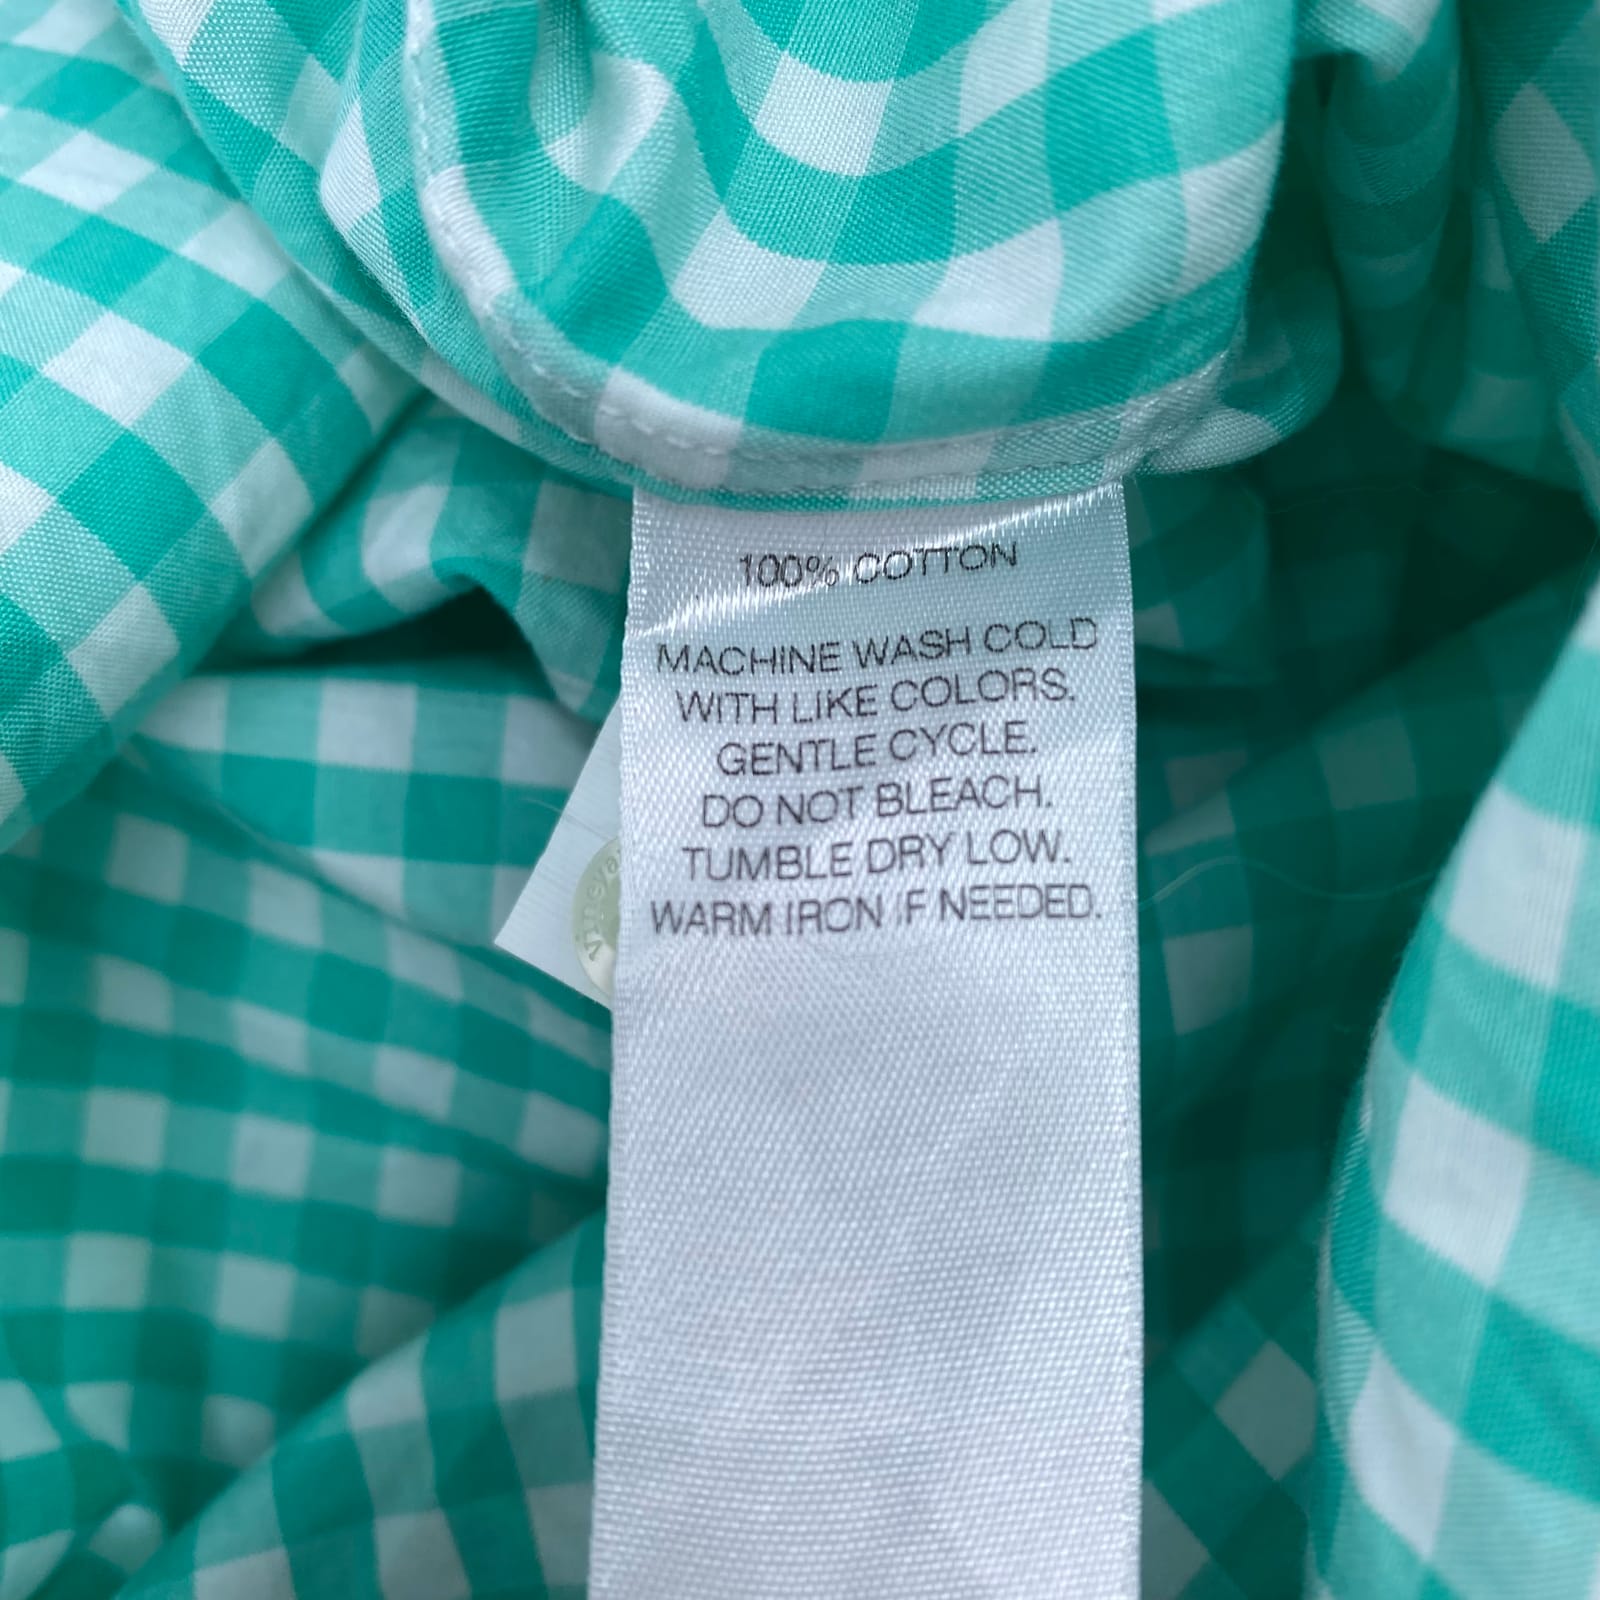 100% COTTON
MACHINE WASH COLD
WITH LIKE COLORS.
GENTLE CYCLE.
DO NOT BLEACH.
TUMBLE DRY LOW.
WARM IRON IF NEEDED.